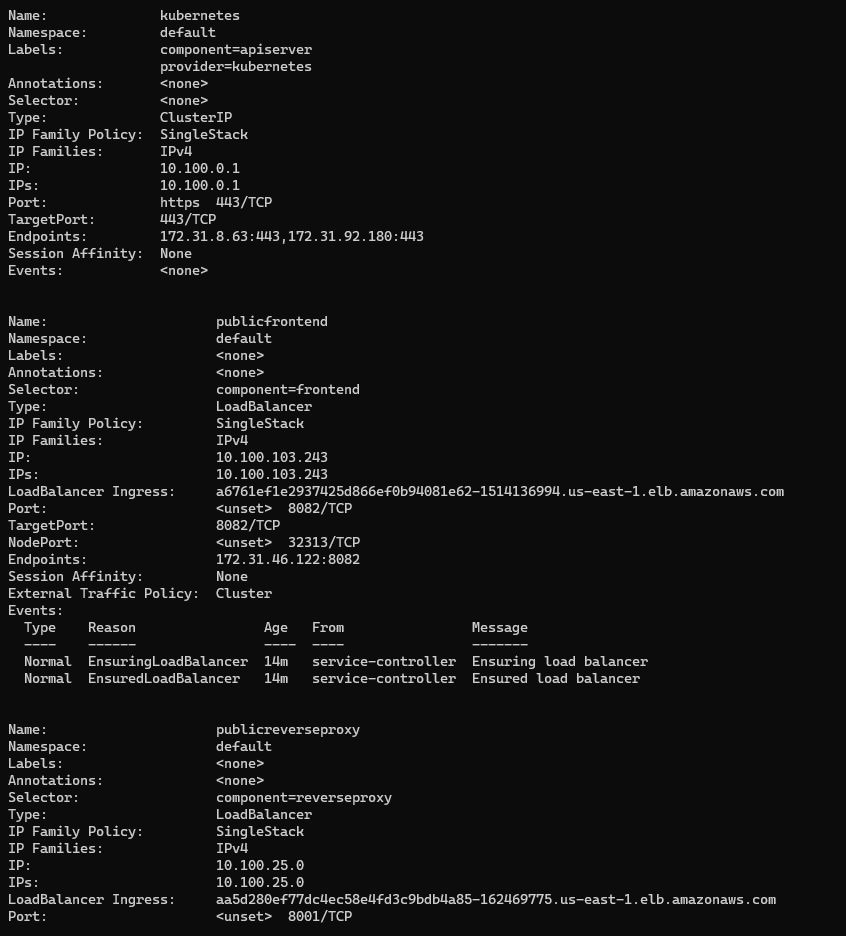 Name:              kubernetes
Namespace:         default
Labels:            component=apiserver
                   provider=kubernetes
Annotations:       <none>
Selector:          <none>
Type:              ClusterIP
IP Family Policy:  SingleStack
IP Families:       IPv4
IP:                10.100.0.1
IPs:               10.100.0.1
Port:              https  443/TCP
TargetPort:        443/TCP
Endpoints:         172.31.8.63:443,172.31.92.180:443
Session Affinity:  None
Events:            <none>

Name:                     publicfrontend
Namespace:                default
Labels:                   <none>
Annotations:              <none>
Selector:                 component=frontend
Type:                     LoadBalancer
IP Family Policy:         SingleStack
IP Families:              IPv4
IP:                       10.100.103.243
IPs:                      10.100.103.243
LoadBalancer Ingress:     a6761ef1e2937425d866ef0b94081e62-1514136994.us-east-1.elb.amazonaws.com
Port:                     <unset>  8082/TCP
TargetPort:               8082/TCP
NodePort:                 <unset>  32313/TCP
Endpoints:                172.31.46.122:8082
Session Affinity:         None
External Traffic Policy:  Cluster
Events:
  Type    Reason                Age   From                Message
  ----    ------                ----  ----                -------
  Normal  EnsuringLoadBalancer  14m   service-controller  Ensuring load balancer
  Normal  EnsuredLoadBalancer   14m   service-controller  Ensured load balancer

Name:                     publicreverseproxy
Namespace:                default
Labels:                   <none>
Annotations:              <none>
Selector:                 component=reverseproxy
Type:                     LoadBalancer
IP Family Policy:         SingleStack
IP Families:              IPv4
IP:                       10.100.25.0
IPs:                      10.100.25.0
LoadBalancer Ingress:     aa5d280ef77dc4ec58e4fd3c9bdb4a85-162469775.us-east-1.elb.amazonaws.com
Port:                     <unset>  8001/TCP